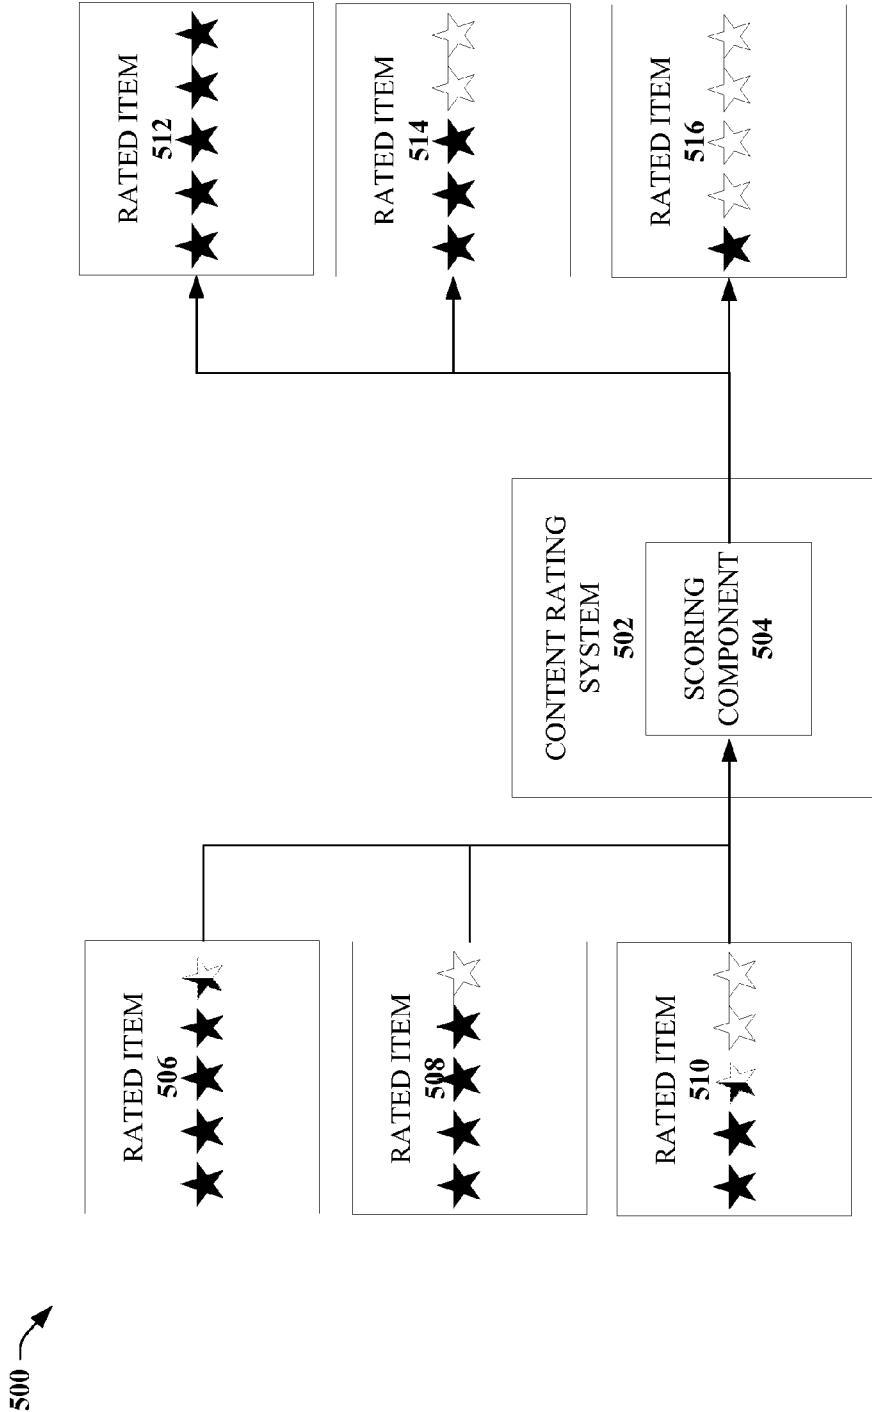 500
RATED ITEM
506
RATED ITEM
508
RATED ITEM
510
CONTENT RATING
SYSTEM
502
SCORING
COMPONENT
504
RATED ITEM
512
RATED ITEM
514
RATED ITEM
516